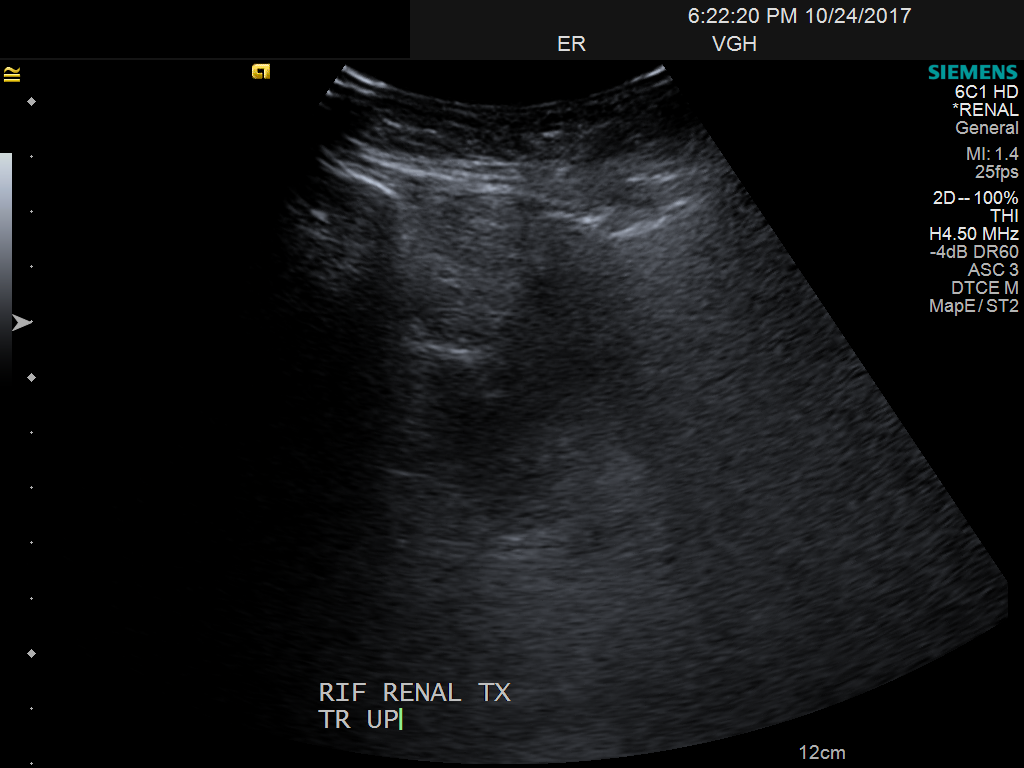 6:22:20 PM 10/24/2017
ER VGH
SIEMENS
6C1 HD
*RENAL
General
MI: 1.4
25fps
2D--100%
THI
H4.50 MHz
-4dB DR60
ASC 3
DTCE M
MapE/ST2
RIF RENAL TX
TR UP
12cm